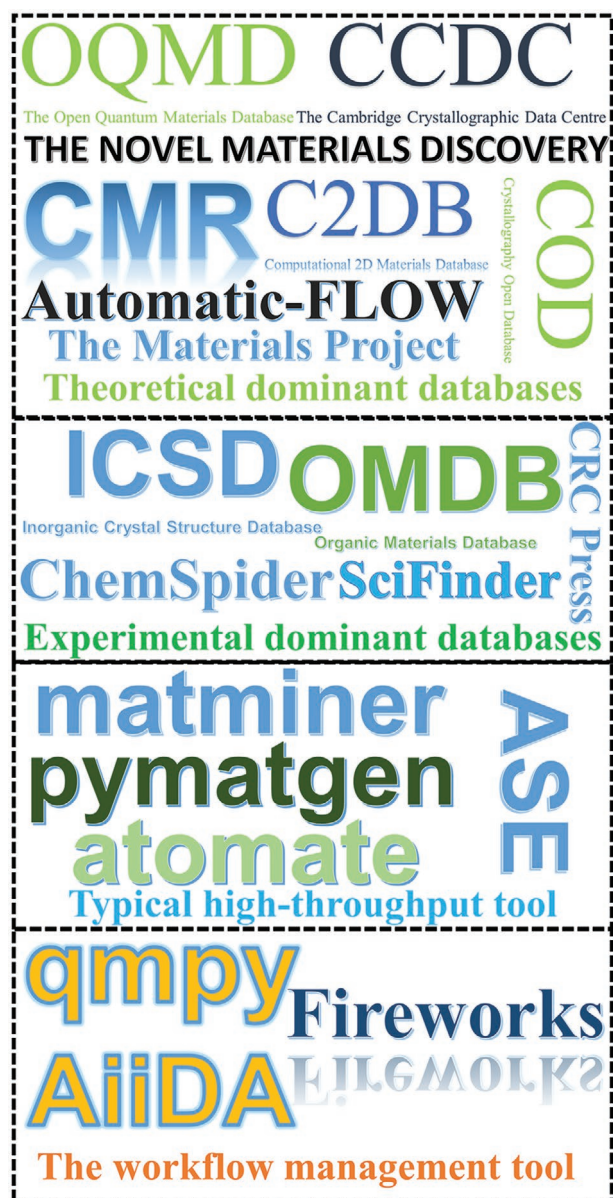 OQMD
The Open Quantum Materials Database
CCDC
The Cambridge Crystallographic Data Centre
THE NOVEL MATERIALS DISCOVERY
CMR
C2DB
Computational 2D Materials Database
COD
Crystallography Open Database
Automatic-FLOW
The Materials Project
Theoretical dominant databases
ICSD
Inorganic Crystal Structure Database
OMDB
Organic Materials Database
CRC Press
ChemSpider
SciFinder
Experimental dominant databases
matminer
pymatgen
atomate
ASE
Typical high-throughput tool
qmpy
Fireworks
AiiDA
The workflow management tool